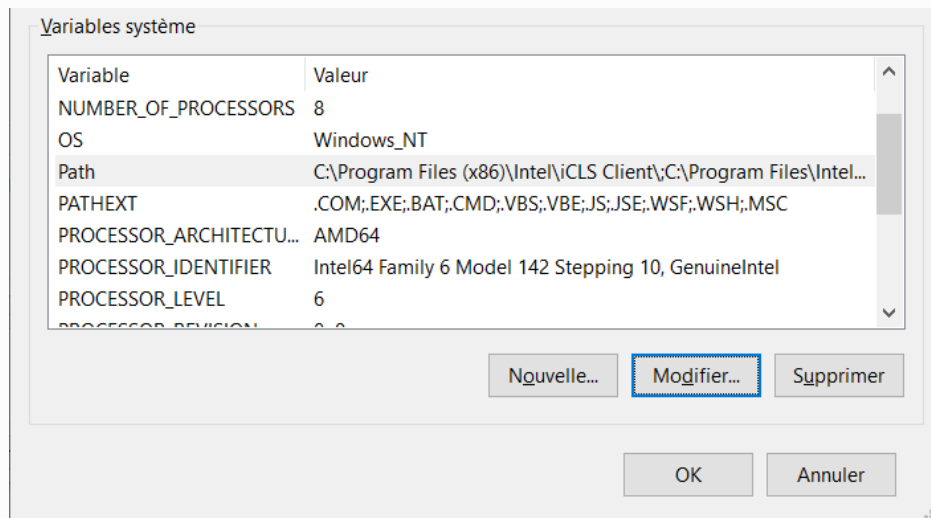 Variables système
Variable Valeur
NUMBER_OF_PROCESSORS 8
OS Windows_NT
Path C:\Program Files (x86)\Intel\iCLS Client\;C:\Program Files\Intel...
PATHEXT .COM;.EXE;.BAT;.CMD;.VBS;.VBE;.JS;.JSE;.WSF;.WSH;.MSC
PROCESSOR_ARCHITECTU... AMD64
PROCESSOR_IDENTIFIER Intel64 Family 6 Model 142 Stepping 10, GenuineIntel
PROCESSOR_LEVEL 6
PROCESSOR_REVISION
Nouvelle... Modifier... Supprimer
OK Annuler